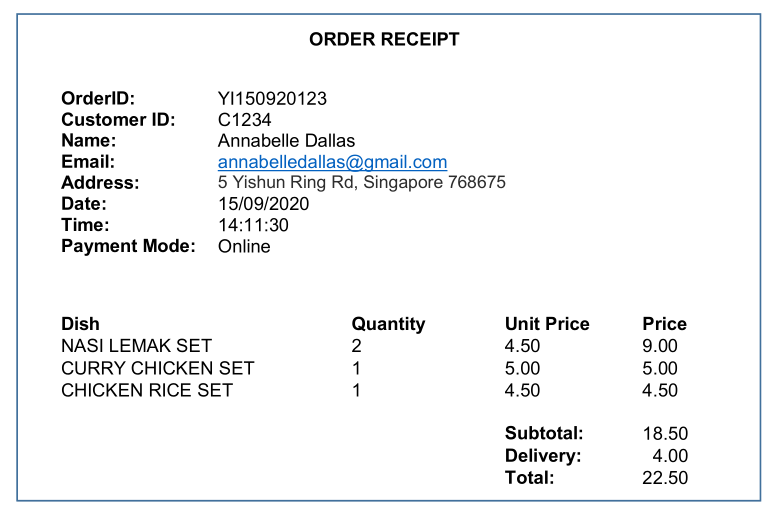 ORDER RECEIPT
OrderID: YI150920123
Customer ID: C1234
Name: Annabelle Dallas
Email: annabelledallas@gmail.com
Address: 5 Yishun Ring Rd, Singapore 768675
Date: 15/09/2020
Time: 14:11:30
Payment Mode: Online
Dish Quantity Unit Price Price
NASI LEMAK SET 2 4.50 9.00
CURRY CHICKEN SET 1 5.00 5.00
CHICKEN RICE SET 1 4.50 4.50
Subtotal: 18.50
Delivery: 4.00
Total: 22.50